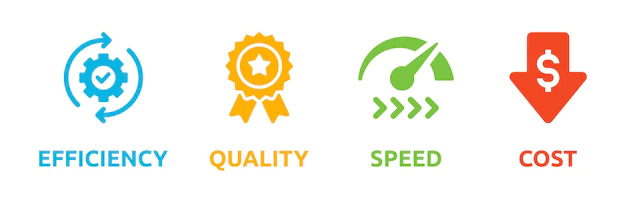 $
EFFICIENCY QUALITY SPEED COST